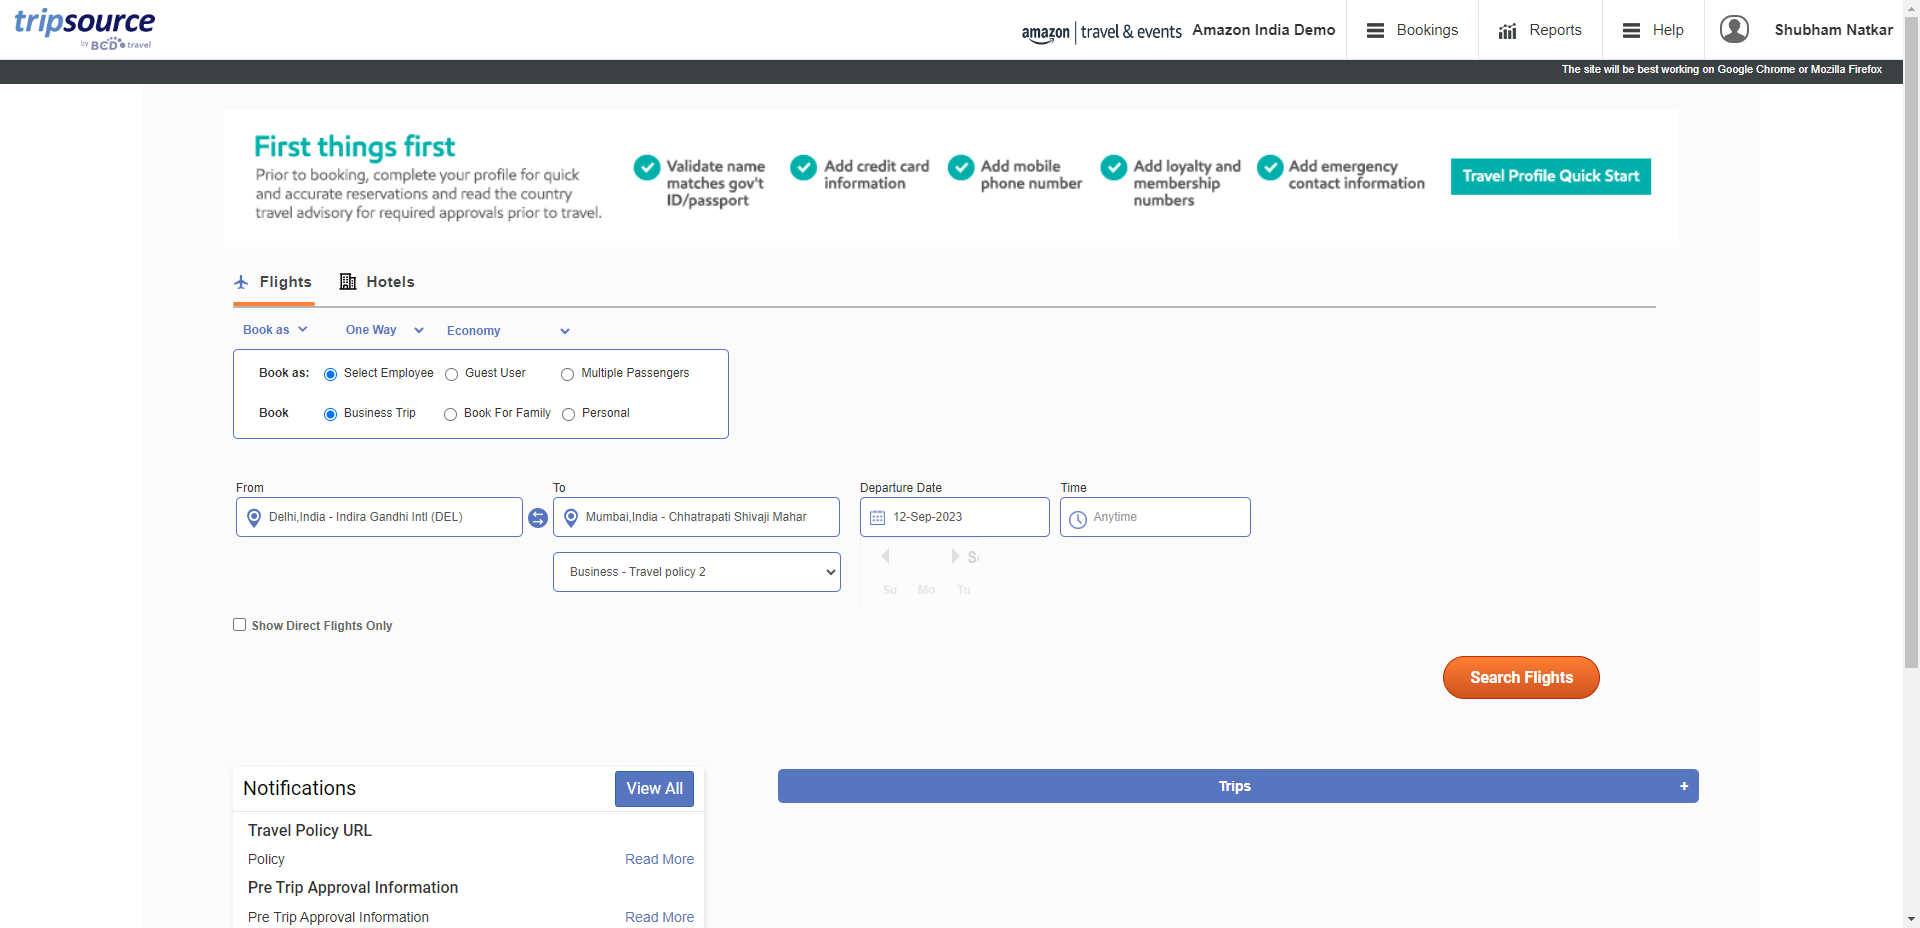 tripsource
by BCD travel
amazon travel & events Amazon India Demo Bookings Reports Help Shubham Natkar
The site will be best working on Google Chrome or Mozilla Firefox
First things first
Prior to booking, complete your profile for quick
and accurate reservations and read the country
travel advisory for required approvals prior to travel.
Validate name
matches gov't
ID/passport
Add credit card
information
Add mobile
phone number
Add loyalty and
membership
numbers
Add emergency
contact information
Travel Profile Quick Start
Flights Hotels
Book as One Way Economy
Book as: Select Employee Guest User Multiple Passengers
Book Business Trip Book For Family Personal
From To Departure Date Time
Delhi,India - Indira Gandhi Intl (DEL) Mumbai,India - Chhatrapati Shivaji Mahar 12-Sep-2023 Anytime
Business - Travel policy 2
Su Mo Tu
Show Direct Flights Only
Search Flights
Notifications View All
Trips +
Travel Policy URL
Policy Read More
Pre Trip Approval Information
Pre Trip Approval Information Read More